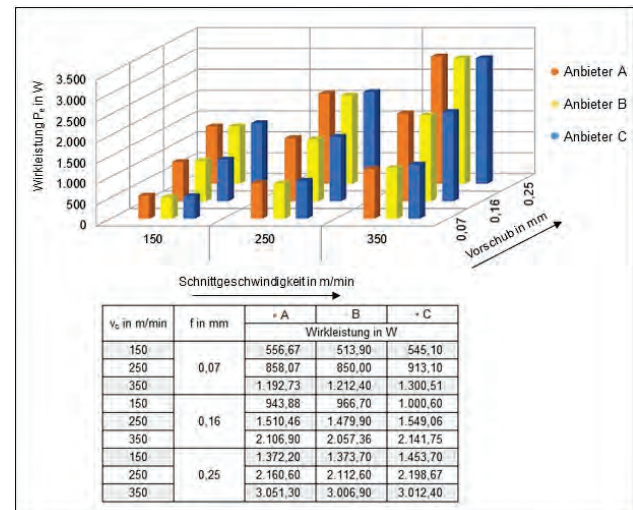 Wirkleistung Pe in W
3.500
3.000
2.500
2.000
1.500
1.000
500
0
150
250
350
0,07
0,16
0,25
Vorschub in mm
Schnittgeschwindigkeit in m/min
Anbieter A
Anbieter B
Anbieter C
vc in m/min f in mm A B C
Wirkleistung in W
150 556,67 513,90 545,10
250 0,07 858,07 850,00 913,10
350 1.192,73 1.212,40 1.300,51
150 943,88 966,70 1.000,60
250 0,16 1.510,46 1.479,90 1.549,06
350 2.106,90 2.057,36 2.141,75
150 1.372,20 1.373,70 1.453,70
250 0,25 2.160,60 2.112,60 2.198,67
350 3.051,30 3.006,90 3.012,40